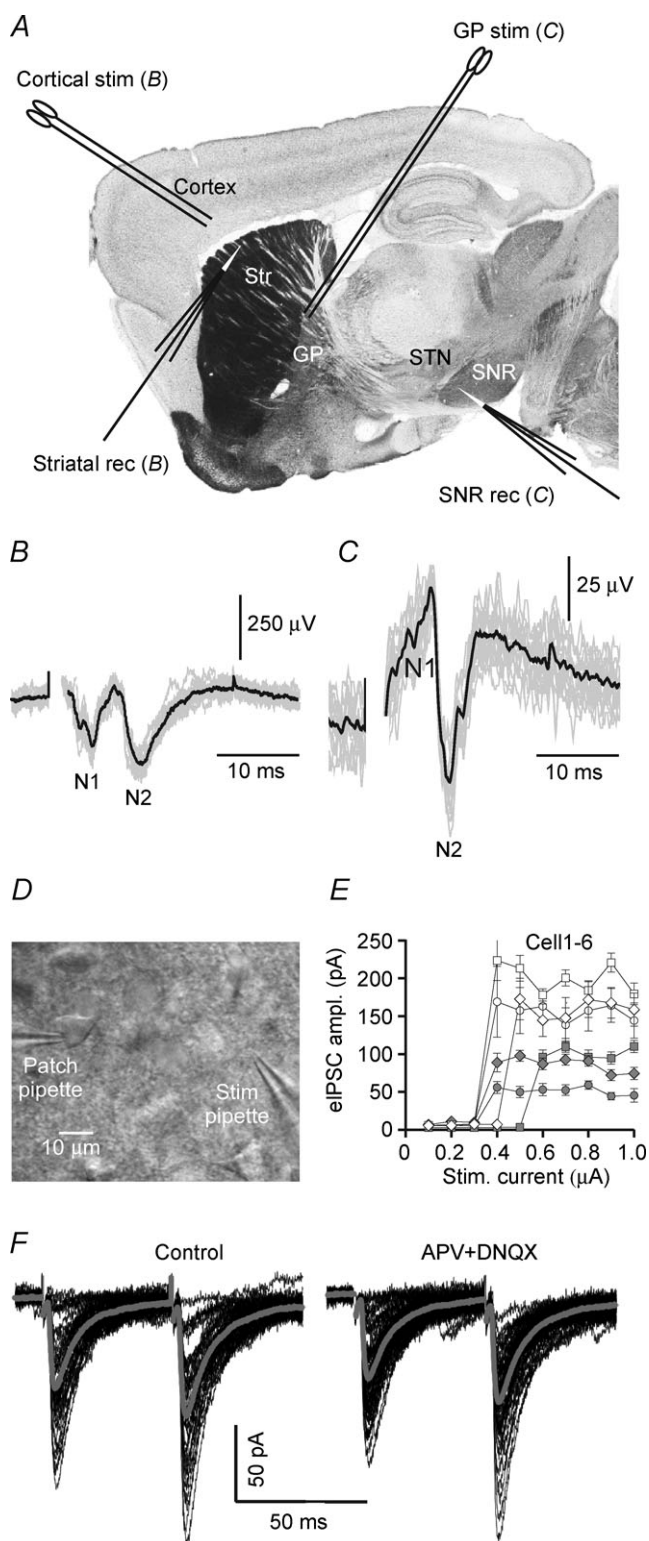 A
GP stim (C)
Cortical stim (B)
Cortex
Str
GP
STN
SNR
Striatal rec (B)
SNR rec (C)
B
250 μV
N1
N2
10 ms
C
25 μV
N1
10 ms
N2
D
Patch
pipette
Stim
pipette
10 μm
E
Cell1-6
eIPSC ampl. (pA)
250
200
150
100
50
0
0
0.2
0.4
0.6
0.8
1.0
Stim. current (μA)
F
Control
APV+DNQX
50 pA
50 ms